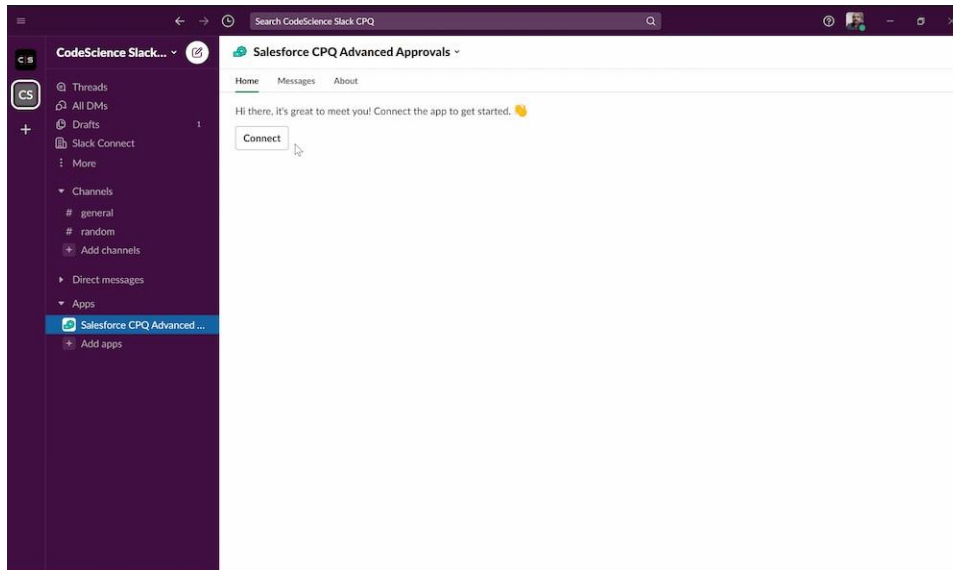 Search CodeScience Slack CPQ
C|S
CS
+
CodeScience Slack...
Threads
All DMs
Drafts 1
Slack Connect
More
Channels
# general
# random
+ Add channels
Direct messages
Apps
Salesforce CPQ Advanced ...
+ Add apps
Salesforce CPQ Advanced Approvals
Home Messages About
Hi there, it's great to meet you! Connect the app to get started. 👋
Connect